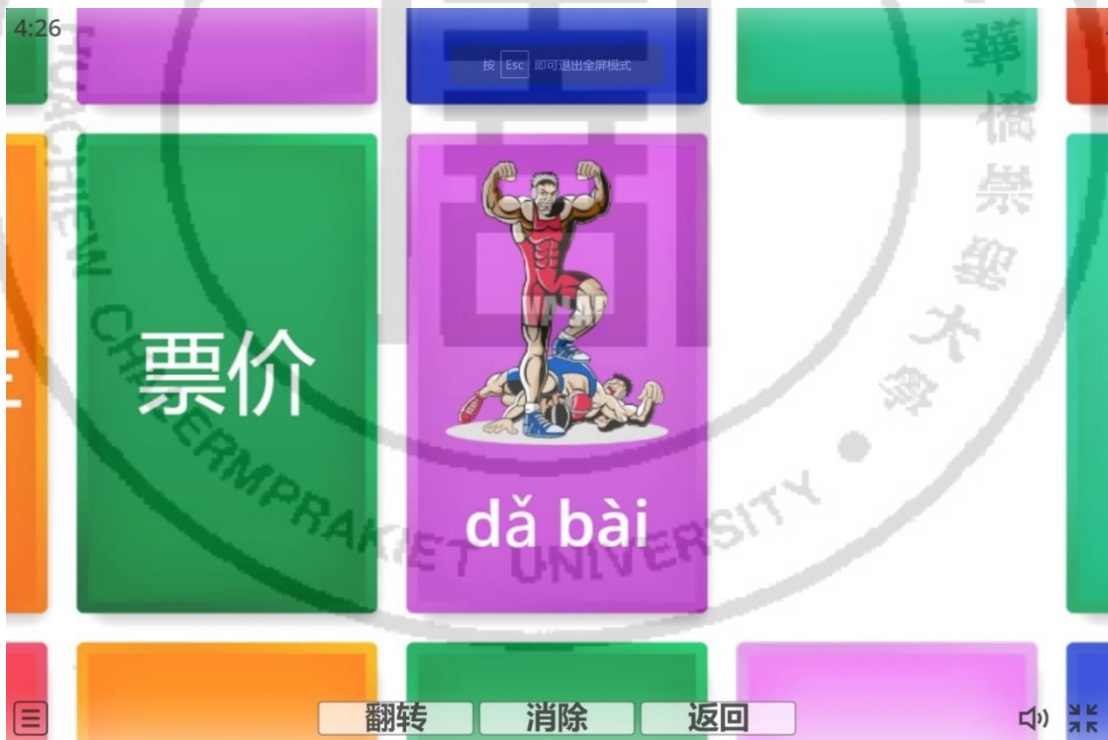 4:26
按 Esc 即可退出全屏模式
票价
dǎ bài
翻转
消除
返回
HUACHIEW CHALERMPRAKIET UNIVERSITY
華僑崇聖大學